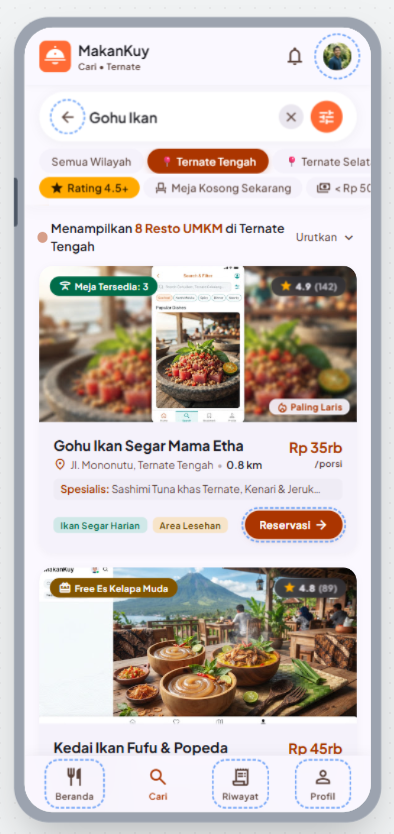 MakanKuy
Cari • Ternate
Gohu Ikan
Semua Wilayah
Ternate Tengah
Ternate Selat
Rating 4.5+
Meja Kosong Sekarang
< Rp 50
Menampilkan 8 Resto UMKM di Ternate
Tengah
Urutkan
Meja Tersedia: 3
Search & Filter
4.9 (142)
Popular Dishes
Paling Laris
Gohu Ikan Segar Mama Etha
Rp 35rb
Jl. Mononutu, Ternate Tengah • 0.8 km
/porsi
Spesialis: Sashimi Tuna khas Ternate, Kenari & Jeruk...
Ikan Segar Harian
Area Lesehan
Reservasi →
Free Es Kelapa Muda
4.8 (89)
Kedai Ikan Fufu & Popeda
Rp 45rb
Beranda
Cari
Riwayat
Profil